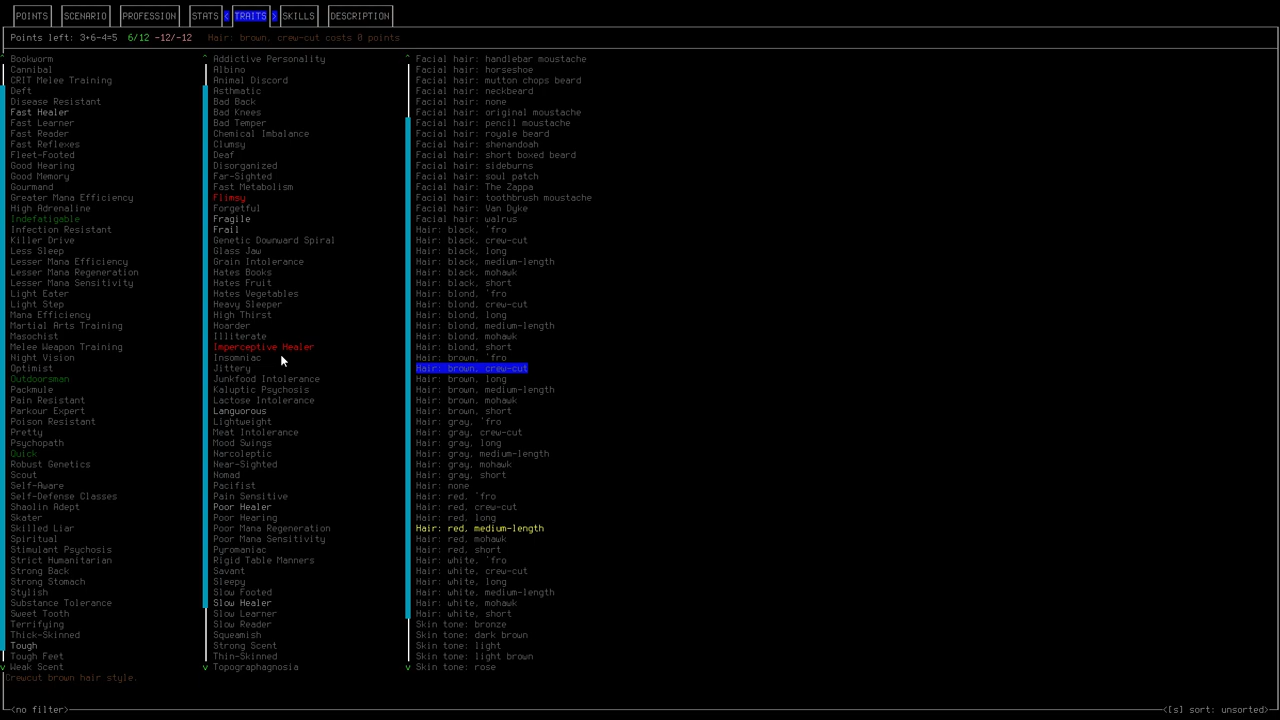 POINTS SCENARIO PROFESSION STATS < TRAITS > SKILLS DESCRIPTION
Points left: 3+6-4=5 6/12 -12/-12 Hair: brown, crew-cut costs 0 points
^ Bookworm ^ Addictive Personality ^ Facial hair: handlebar moustache
Cannibal Albino Facial hair: horseshoe
CRIT Melee Training Animal Discord Facial hair: mutton chops beard
Deft Asthmatic Facial hair: neckbeard
Disease Resistant Bad Back Facial hair: none
Fast Healer Bad Knees Facial hair: original moustache
Fast Learner Bad Temper Facial hair: pencil moustache
Fast Reader Chemical Imbalance Facial hair: royale beard
Fast Reflexes Clumsy Facial hair: shenandoah
Fleet-Footed Deaf Facial hair: short boxed beard
Good Hearing Disorganized Facial hair: sideburns
Good Memory Far-Sighted Facial hair: soul patch
Gourmand Fast Metabolism Facial hair: The Zappa
Greater Mana Efficiency Flimsy Facial hair: toothbrush moustache
High Adrenaline Forgetful Facial hair: Van Dyke
Indefatigable Fragile Facial hair: walrus
Infection Resistant Frail Hair: black, 'fro
Killer Drive Genetic Downward Spiral Hair: black, crew-cut
Less Sleep Glass Jaw Hair: black, long
Lesser Mana Efficiency Grain Intolerance Hair: black, medium-length
Lesser Mana Regeneration Hates Books Hair: black, mohawk
Lesser Mana Sensitivity Hates Fruit Hair: black, short
Light Eater Hates Vegetables Hair: blond, 'fro
Light Step Heavy Sleeper Hair: blond, crew-cut
Mana Efficiency High Thirst Hair: blond, long
Martial Arts Training Hoarder Hair: blond, medium-length
Masochist Illiterate Hair: blond, mohawk
Melee Weapon Training Imperceptive Healer Hair: blond, short
Night Vision Insomniac Hair: brown, 'fro
Optimist Jittery Hair: brown, crew-cut
Outdoorsman Junkfood Intolerance Hair: brown, long
Packmule Kaluptic Psychosis Hair: brown, medium-length
Pain Resistant Lactose Intolerance Hair: brown, mohawk
Parkour Expert Languorous Hair: brown, short
Poison Resistant Lightweight Hair: gray, 'fro
Pretty Meat Intolerance Hair: gray, crew-cut
Psychopath Mood Swings Hair: gray, long
Quick Narcoleptic Hair: gray, medium-length
Robust Genetics Near-Sighted Hair: gray, mohawk
Scout Nomad Hair: gray, short
Self-Aware Pacifist Hair: none
Self-Defense Classes Pain Sensitive Hair: red, 'fro
Shaolin Adept Poor Healer Hair: red, crew-cut
Skater Poor Hearing Hair: red, long
Skilled Liar Poor Mana Regeneration Hair: red, medium-length
Spiritual Poor Mana Sensitivity Hair: red, mohawk
Stimulant Psychosis Pyromaniac Hair: red, short
Strict Humanitarian Rigid Table Manners Hair: white, 'fro
Strong Back Savant Hair: white, crew-cut
Strong Stomach Sleepy Hair: white, long
Stylish Slow Footed Hair: white, medium-length
Substance Tolerance Slow Healer Hair: white, mohawk
Sweet Tooth Slow Learner Hair: white, short
Terrifying Slow Reader Skin tone: bronze
Thick-Skinned Squeamish Skin tone: dark brown
Tough Strong Scent Skin tone: light
Tough Feet Thin-Skinned Skin tone: light brown
v Weak Scent v Topographagnosia v Skin tone: rose
Crewcut brown hair style.
<no filter> <[s] sort: unsorted>